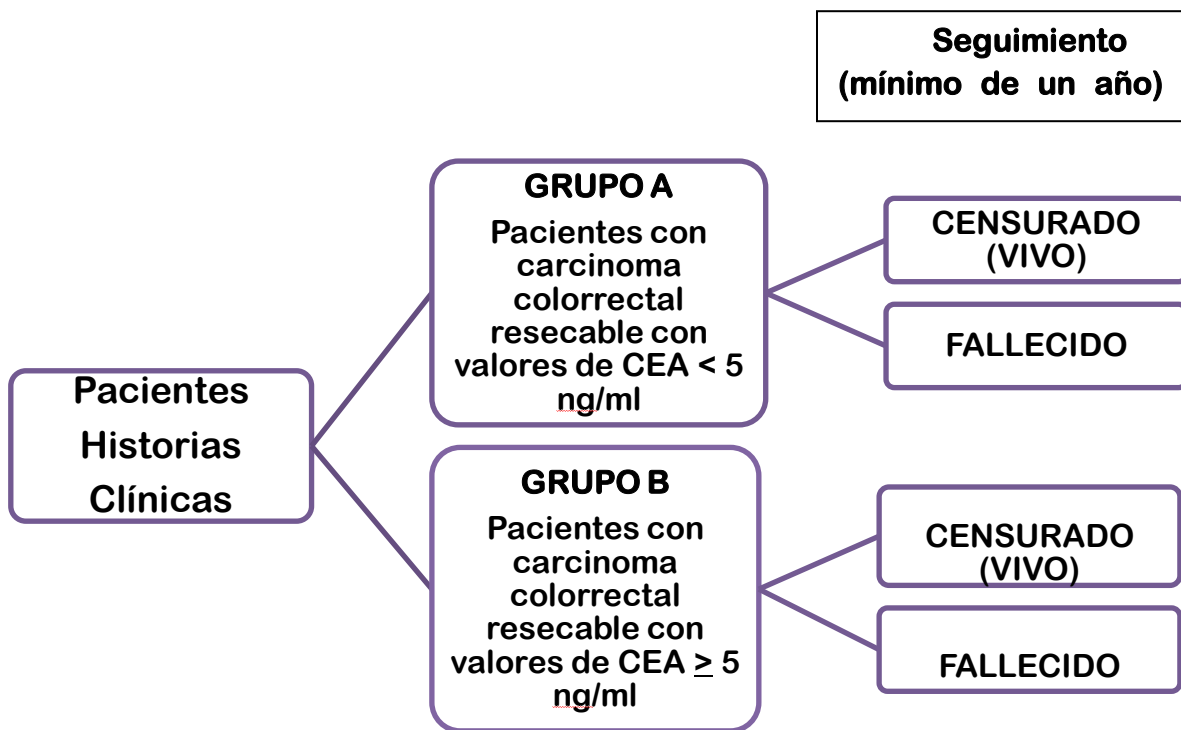 Seguimiento
(mínimo de un año)
GRUPO A
Pacientes con
carcinoma
colorrectal
resecable con
valores de CEA < 5
ng/ml
CENSURADO
(VIVO)
FALLECIDO
Pacientes
Historias
Clínicas
GRUPO B
Pacientes con
carcinoma
colorrectal
resecable con
valores de CEA ≥ 5
ng/ml
CENSURADO
(VIVO)
FALLECIDO